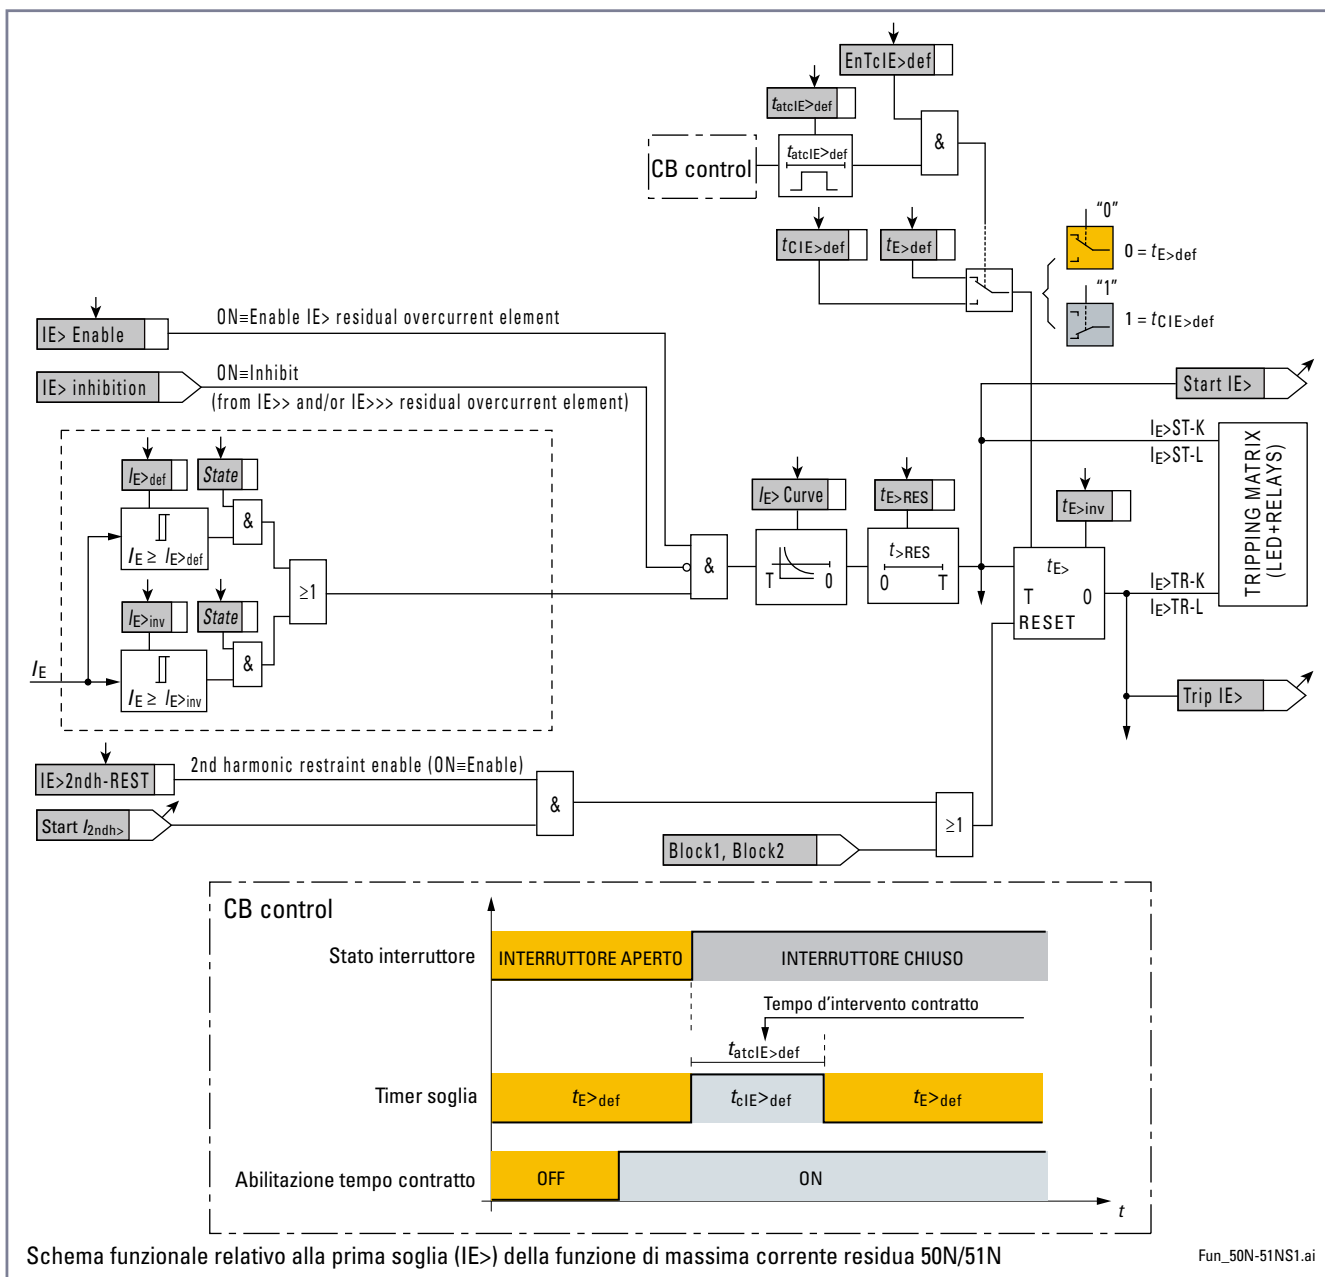 EnTcIE>def
tatcIE>def
tatcIE>def
&
CB control
tCIE>def
tE>def
“0”
0 = tE>def
“1”
1 = tCIE>def
IE> Enable
ON≡Enable IE> residual overcurrent element
IE> inhibition
ON≡Inhibit
(from IE>> and/or IE>>> residual overcurrent element)
Start IE>
IE>ST-K
IE>ST-L
TRIPPING MATRIX
(LED+RELAYS)
IE>def
State
&
IE ≥ IE>def
IE> Curve
tE>RES
tE>inv
t>RES
T 0
0 T
&
≥1
tE>
T 0
RESET
IE>TR-K
IE>TR-L
IE>inv
State
&
IE
IE ≥ IE>inv
Trip IE>
IE>2ndh-REST
2nd harmonic restraint enable (ON≡Enable)
&
Start I2ndh>
≥1
Block1, Block2
CB control
Stato interruttore
INTERRUTTORE APERTO
INTERRUTTORE CHIUSO
Tempo d’intervento contratto
tatcIE>def
Timer soglia
tE>def
tcIE>def
tE>def
Abilitazione tempo contratto
OFF
ON
t
Schema funzionale relativo alla prima soglia (IE>) della funzione di massima corrente residua 50N/51N
Fun_50N-51NS1.ai